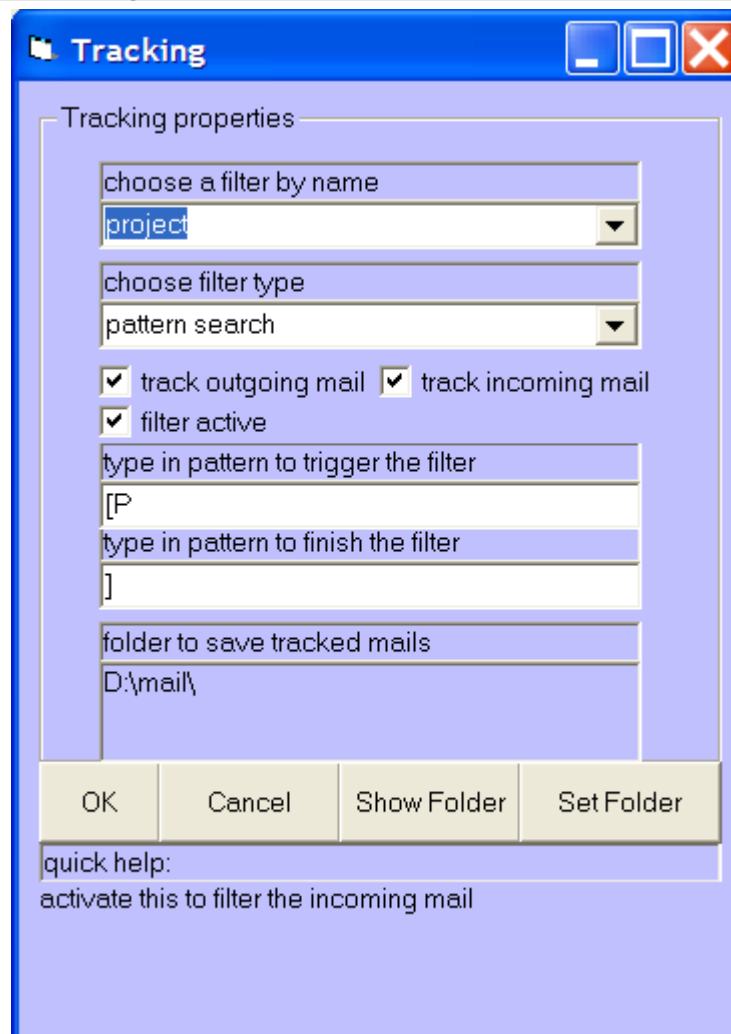 Tracking
Tracking properties
choose a filter by name
project
choose filter type
pattern search
track outgoing mail track incoming mail
filter active
type in pattern to trigger the filter
[P
type in pattern to finish the filter
]
folder to save tracked mails
D:\mail\
OK Cancel Show Folder Set Folder
quick help:
activate this to filter the incoming mail